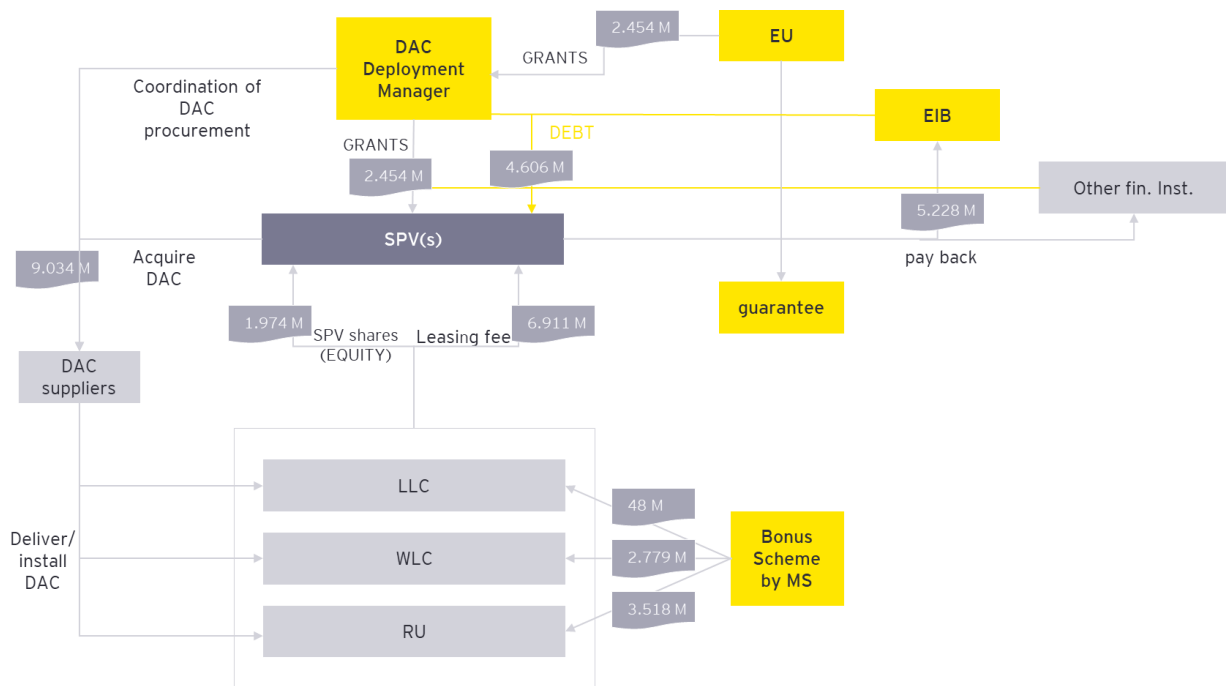 2.454 M
EU
DAC
Deployment
Manager
GRANTS
Coordination of
DAC
procurement
EIB
DEBT
GRANTS
4.606 M
2.454 M
Other fin. Inst.
5.228 M
SPV(s)
Acquire
DAC
pay back
9.034 M
guarantee
1.974 M
6.911 M
SPV shares
(EQUITY)
Leasing fee
DAC
suppliers
LLC
48 M
Deliver/
install
DAC
WLC
2.779 M
Bonus
Scheme
by MS
3.518 M
RU